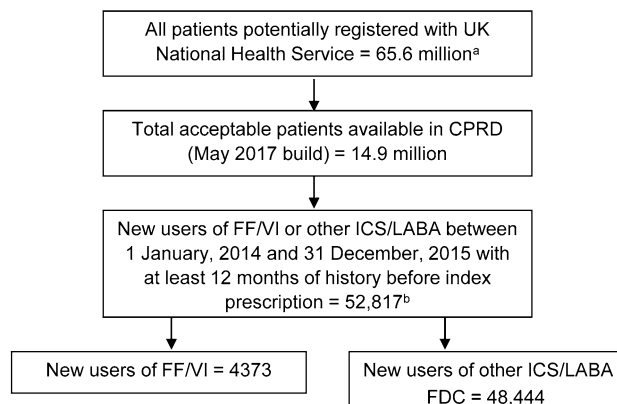 All patients potentially registered with UK
National Health Service = 65.6 millionᵃ
Total acceptable patients available in CPRD
(May 2017 build) = 14.9 million
New users of FF/VI or other ICS/LABA between
1 January, 2014 and 31 December, 2015 with
at least 12 months of history before index
prescription = 52,817ᵇ
New users of FF/VI = 4373
New users of other ICS/LABA
FDC = 48,444